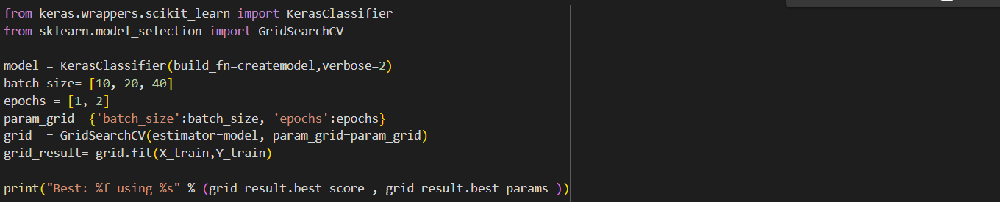 from keras.wrappers.scikit_learn import KerasClassifier
from sklearn.model_selection import GridSearchCV
model = KerasClassifier(build_fn=createmodel,verbose=2)
batch_size= [10, 20, 40]
epochs = [1, 2]
param_grid= {'batch_size':batch_size, 'epochs':epochs}
grid  = GridSearchCV(estimator=model, param_grid=param_grid)
grid_result= grid.fit(X_train,Y_train)
print("Best: %f using %s" % (grid_result.best_score_, grid_result.best_params_))